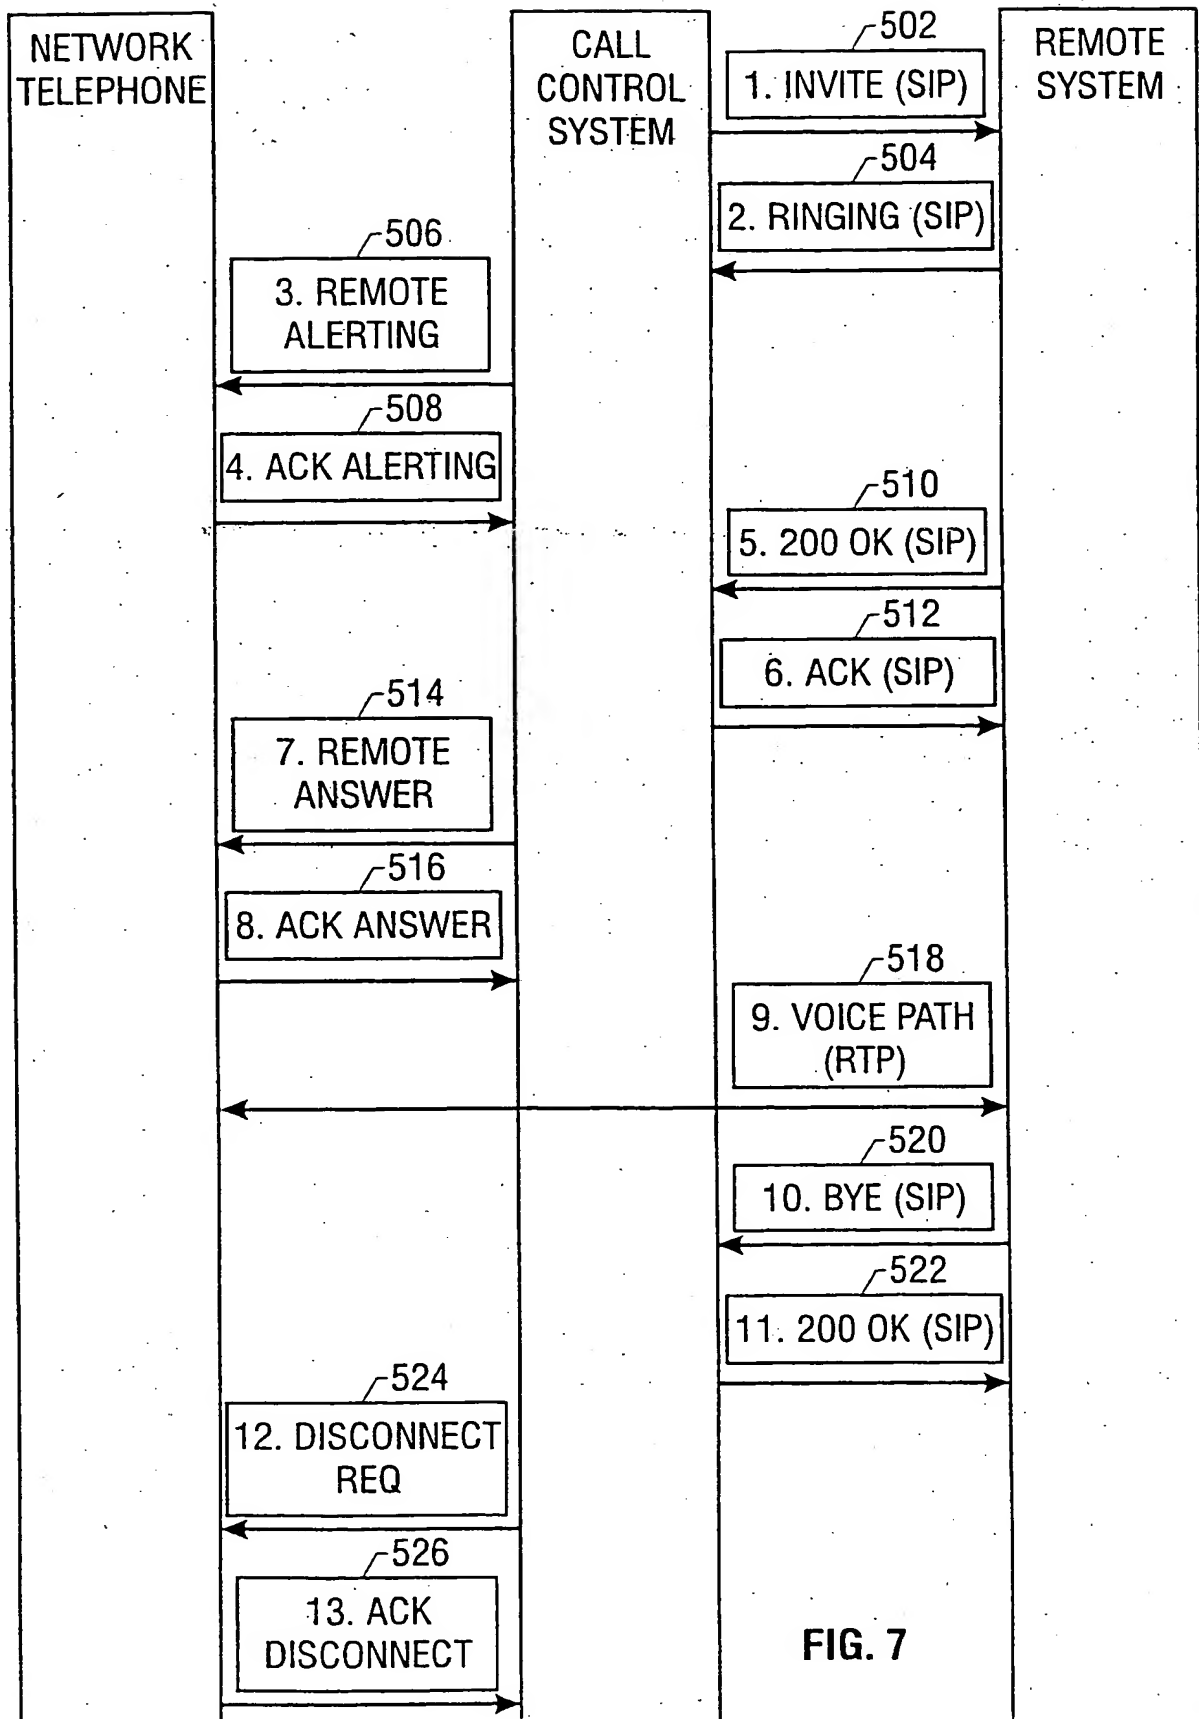 NETWORK
TELEPHONE
CALL
CONTROL
SYSTEM
REMOTE
SYSTEM
502
1. INVITE (SIP)
504
2. RINGING (SIP)
506
3. REMOTE
ALERTING
508
4. ACK ALERTING
510
5. 200 OK (SIP)
512
6. ACK (SIP)
514
7. REMOTE
ANSWER
516
8. ACK ANSWER
518
9. VOICE PATH
(RTP)
520
10. BYE (SIP)
522
11. 200 OK (SIP)
524
12. DISCONNECT
REQ
526
13. ACK
DISCONNECT
FIG. 7